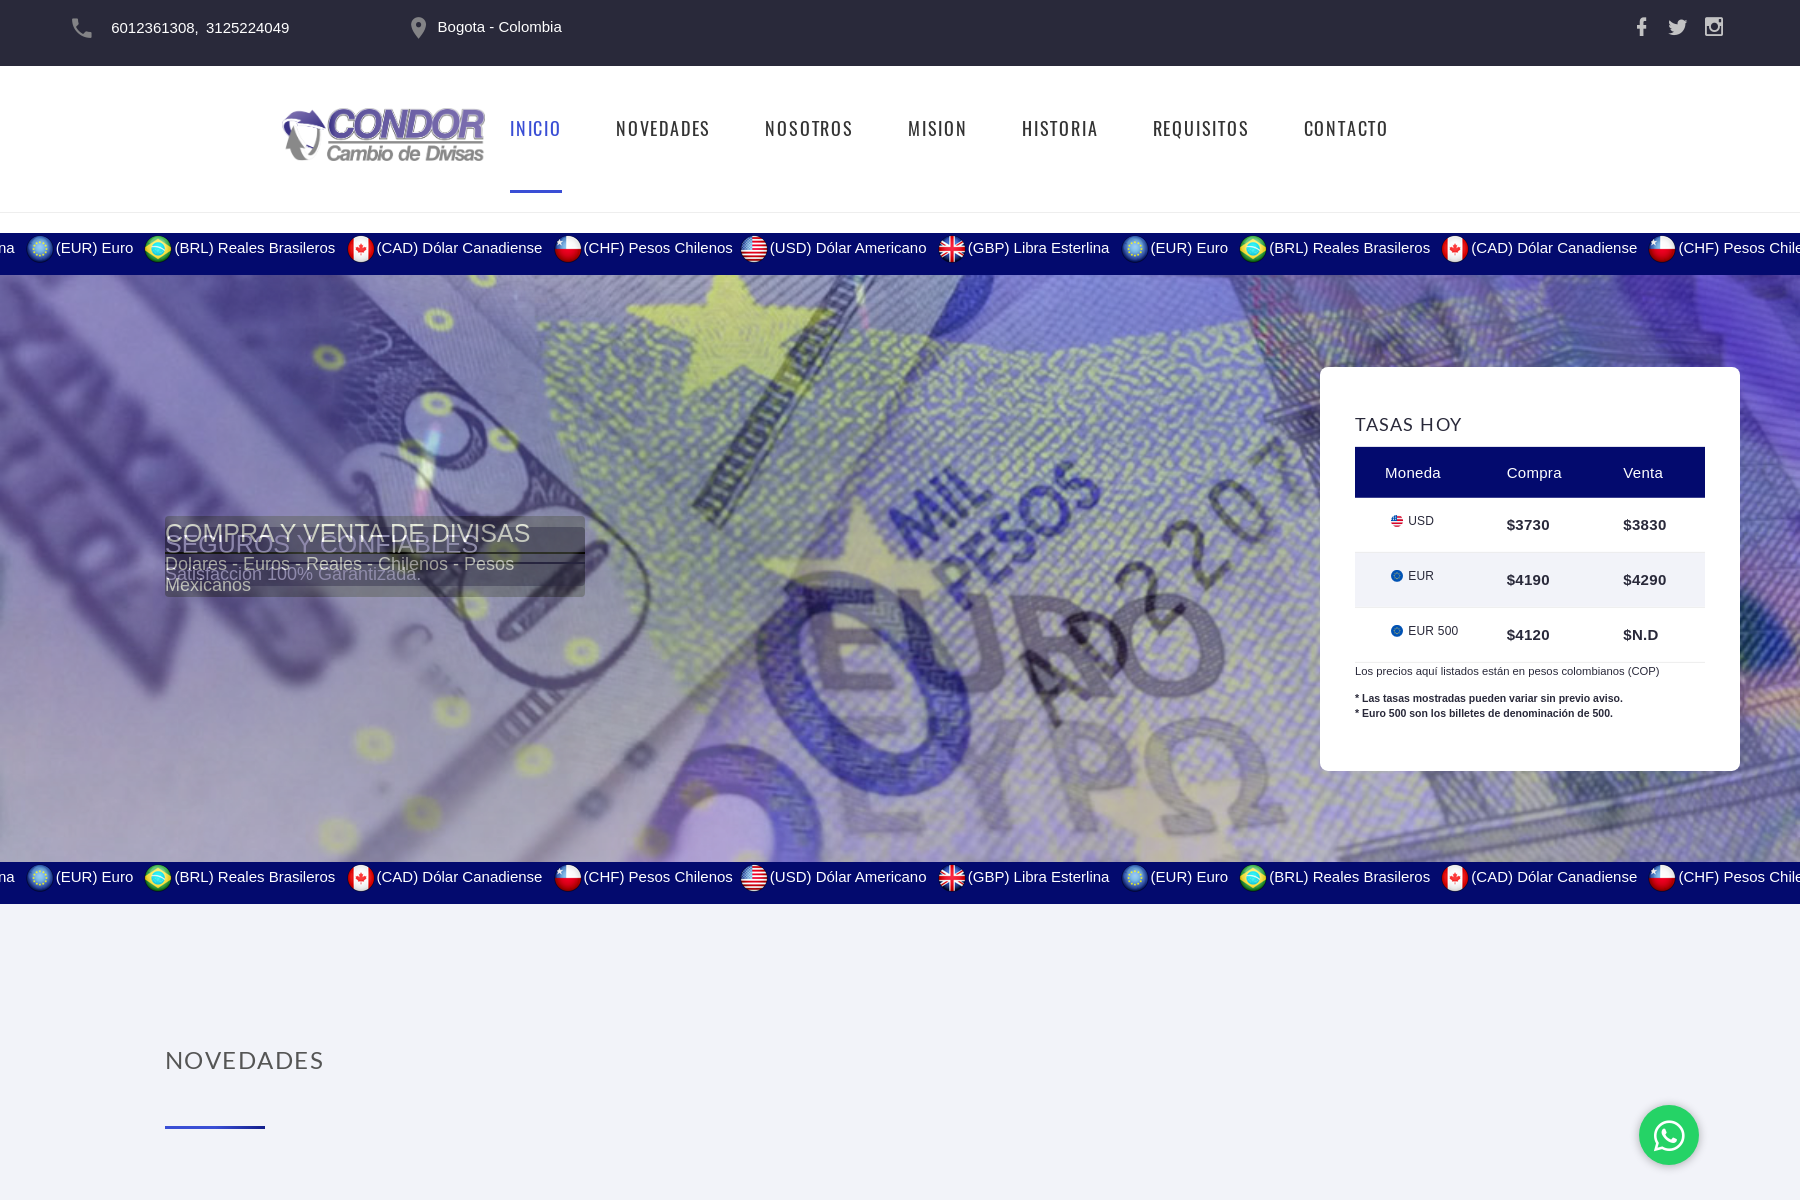 6012361308, 3125224049
Bogota - Colombia
CONDOR
Cambio de Divisas
INICIO NOVEDADES NOSOTROS MISION HISTORIA REQUISITOS CONTACTO
na (EUR) Euro (BRL) Reales Brasileros (CAD) Dólar Canadiense (CHF) Pesos Chilenos (USD) Dólar Americano (GBP) Libra Esterlina (EUR) Euro (BRL) Reales Brasileros (CAD) Dólar Canadiense (CHF) Pesos Chile
MIL
PESOS
EURO
ΕΥΡΩ
COMPRA Y VENTA DE DIVISAS
SEGUROS Y CONFIABLES
Dolares - Euros - Reales - Chilenos - Pesos
Mexicanos
Satisfacción 100% Garantizada.
TASAS HOY
Moneda Compra Venta
USD $3730 $3830
EUR $4190 $4290
EUR 500 $4120 $N.D
Los precios aquí listados están en pesos colombianos (COP)
* Las tasas mostradas pueden variar sin previo aviso.
* Euro 500 son los billetes de denominación de 500.
na (EUR) Euro (BRL) Reales Brasileros (CAD) Dólar Canadiense (CHF) Pesos Chilenos (USD) Dólar Americano (GBP) Libra Esterlina (EUR) Euro (BRL) Reales Brasileros (CAD) Dólar Canadiense (CHF) Pesos Chile
NOVEDADES